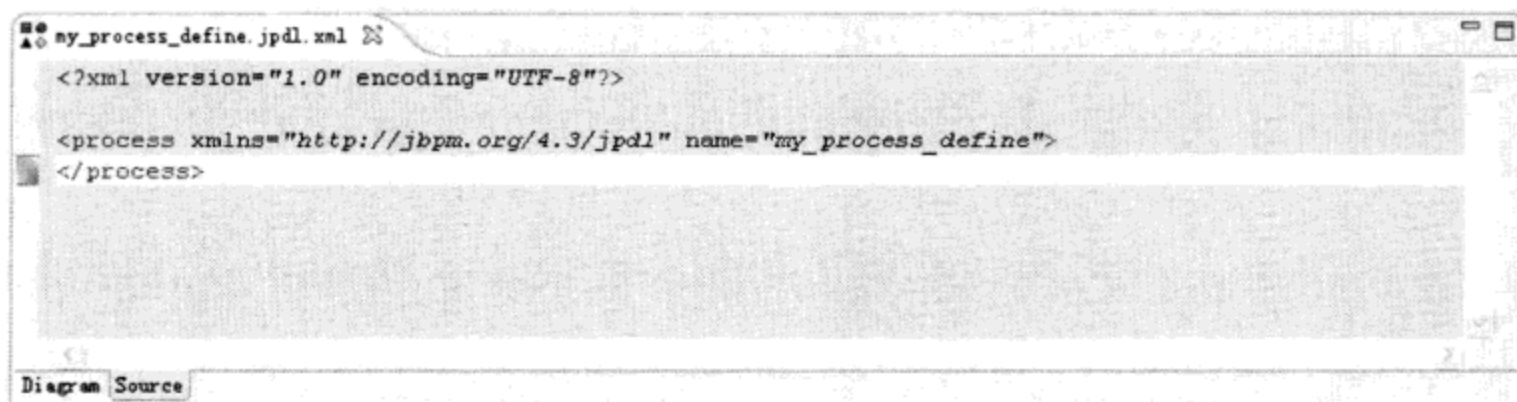 my_process_define.jpdl.xml
<?xml version="1.0" encoding="UTF-8"?>
<process xmlns="http://jbpm.org/4.3/jpdl" name="my_process_define">
</process>
Diagram Source